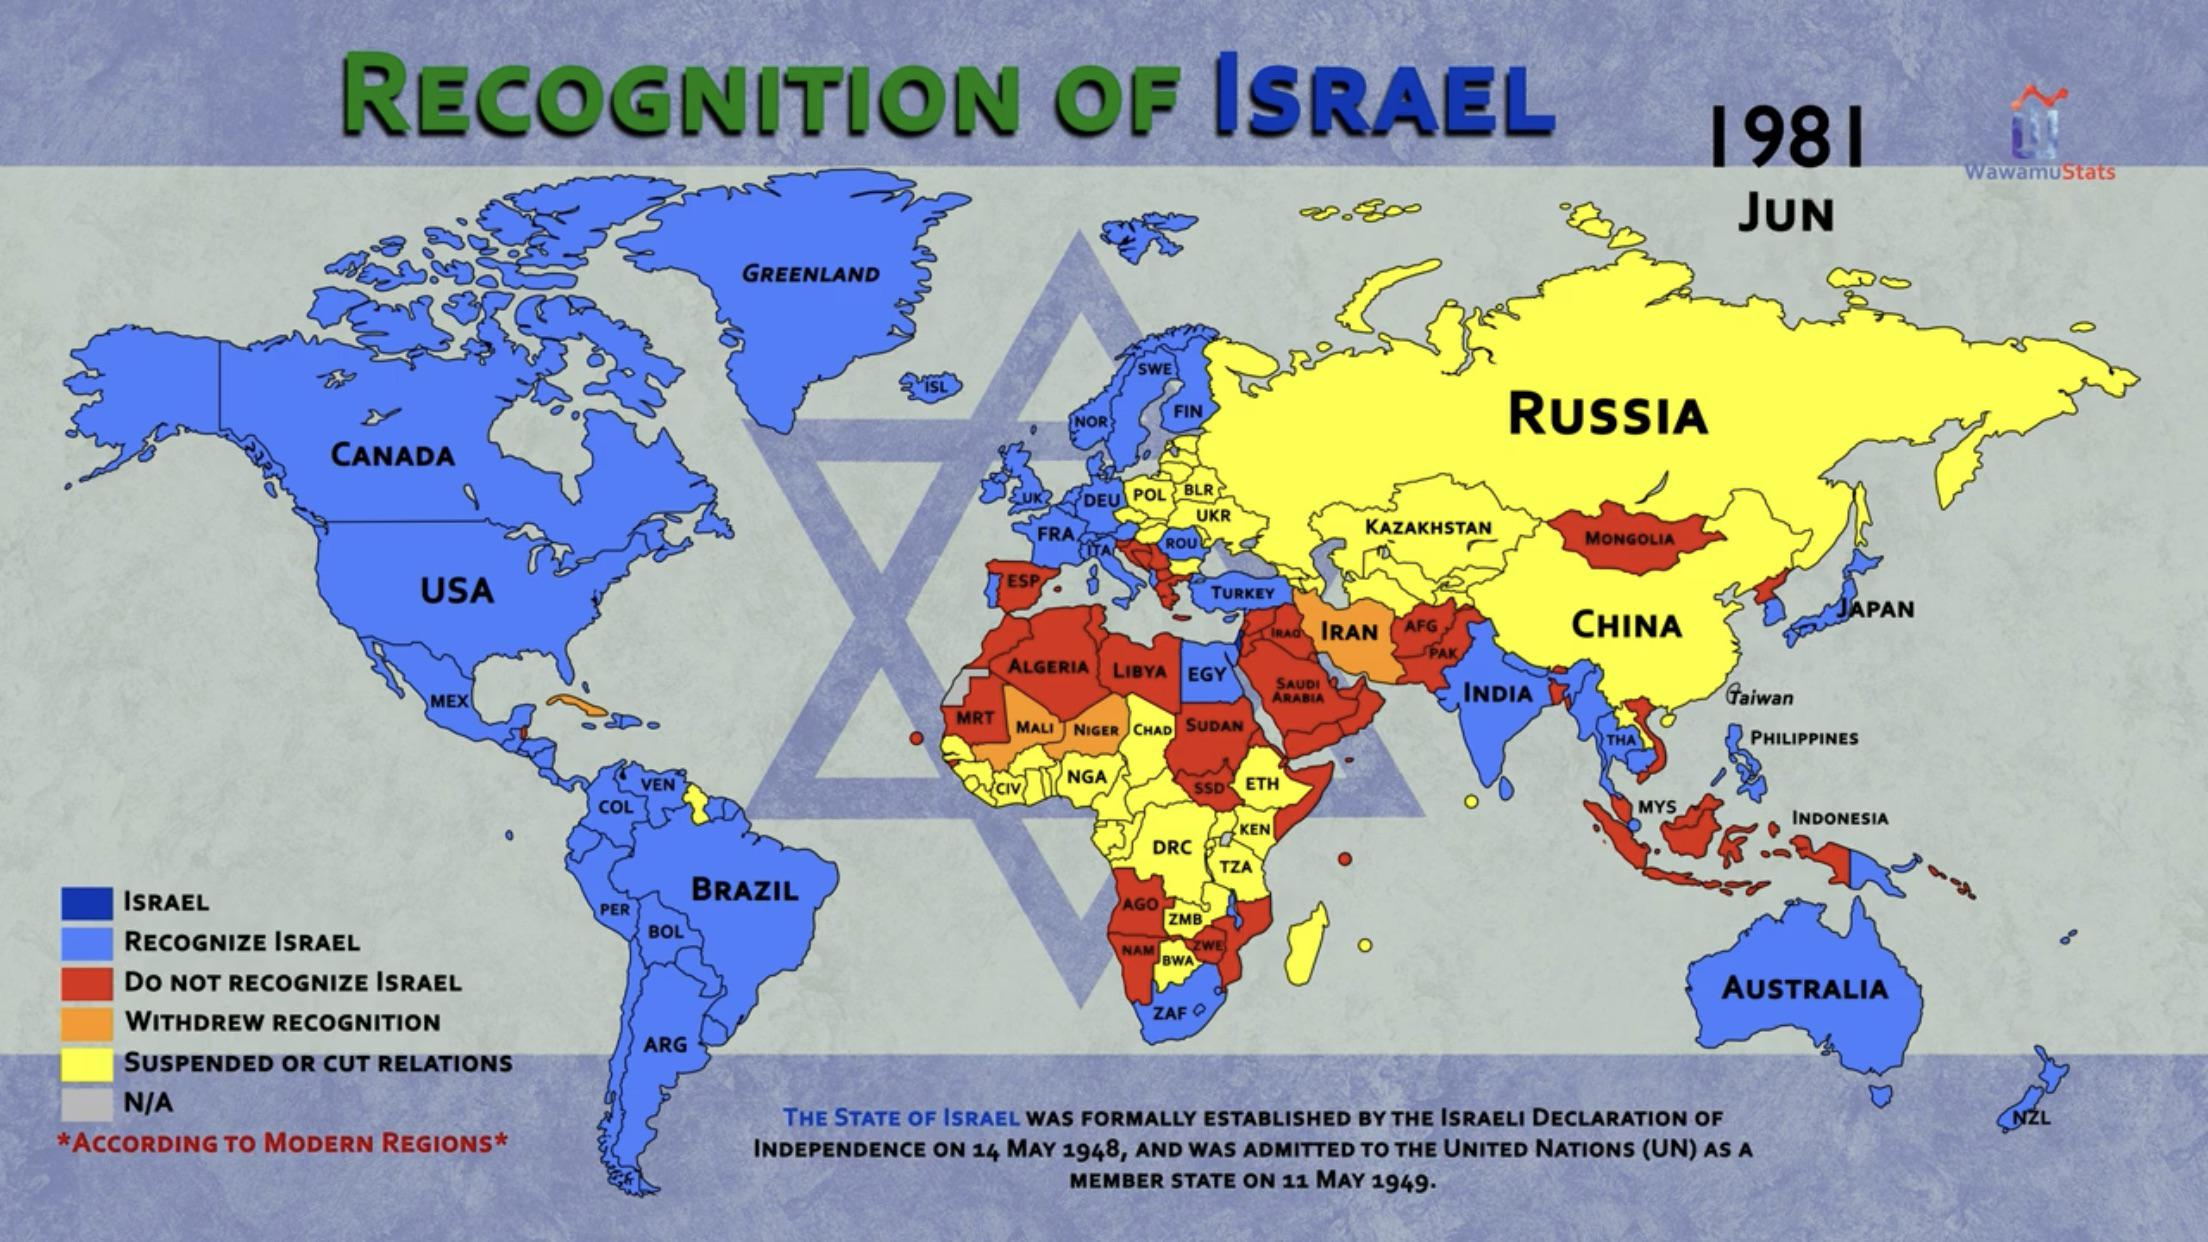 RECOGNITION OF ISRAEL
1981
JUN
WawamuStats
GREENLAND
ISL
SWE
NOR
FIN
RUSSIA
CANADA
UK
DEU
POL
BLR
UKR
KAZAKHSTAN
MONGOLIA
FRA
ITA
ROU
USA
ESP
TURKEY
CHINA
JAPAN
IRAQ
IRAN
AFG
PAK
ALGERIA
LIBYA
EGY
SAUDI
ARABIA
INDIA
Taiwan
MEX
MRT
MALI
NIGER
CHAD
SUDAN
THA
PHILIPPINES
VEN
COL
CIV
NGA
SSD
ETH
MYS
INDONESIA
KEN
DRC
TZA
BRAZIL
PER
BOL
AGO
ZMB
NAM
BWA
ZWE
AUSTRALIA
ZAF
ARG
NZL
ISRAEL
RECOGNIZE ISRAEL
DO NOT RECOGNIZE ISRAEL
WITHDREW RECOGNITION
SUSPENDED OR CUT RELATIONS
N/A
*ACCORDING TO MODERN REGIONS*
THE STATE OF ISRAEL WAS FORMALLY ESTABLISHED BY THE ISRAELI DECLARATION OF
INDEPENDENCE ON 14 MAY 1948, AND WAS ADMITTED TO THE UNITED NATIONS (UN) AS A
MEMBER STATE ON 11 MAY 1949.